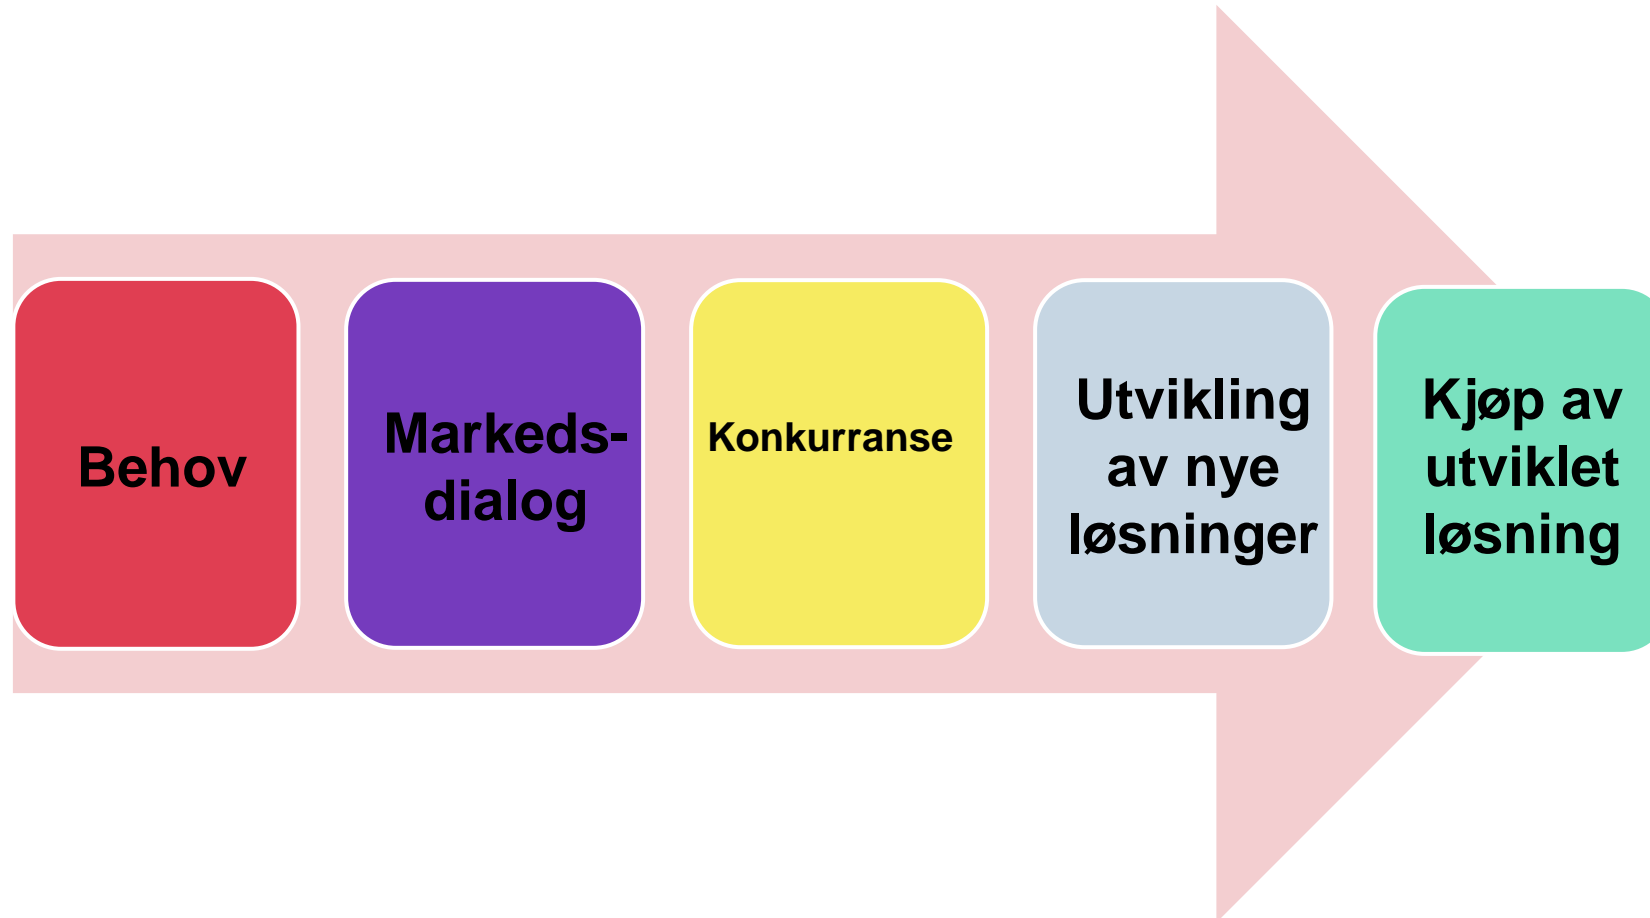 Behov
Markeds-
dialog
Konkurranse
Utvikling
av nye
løsninger
Kjøp av
utviklet
løsning